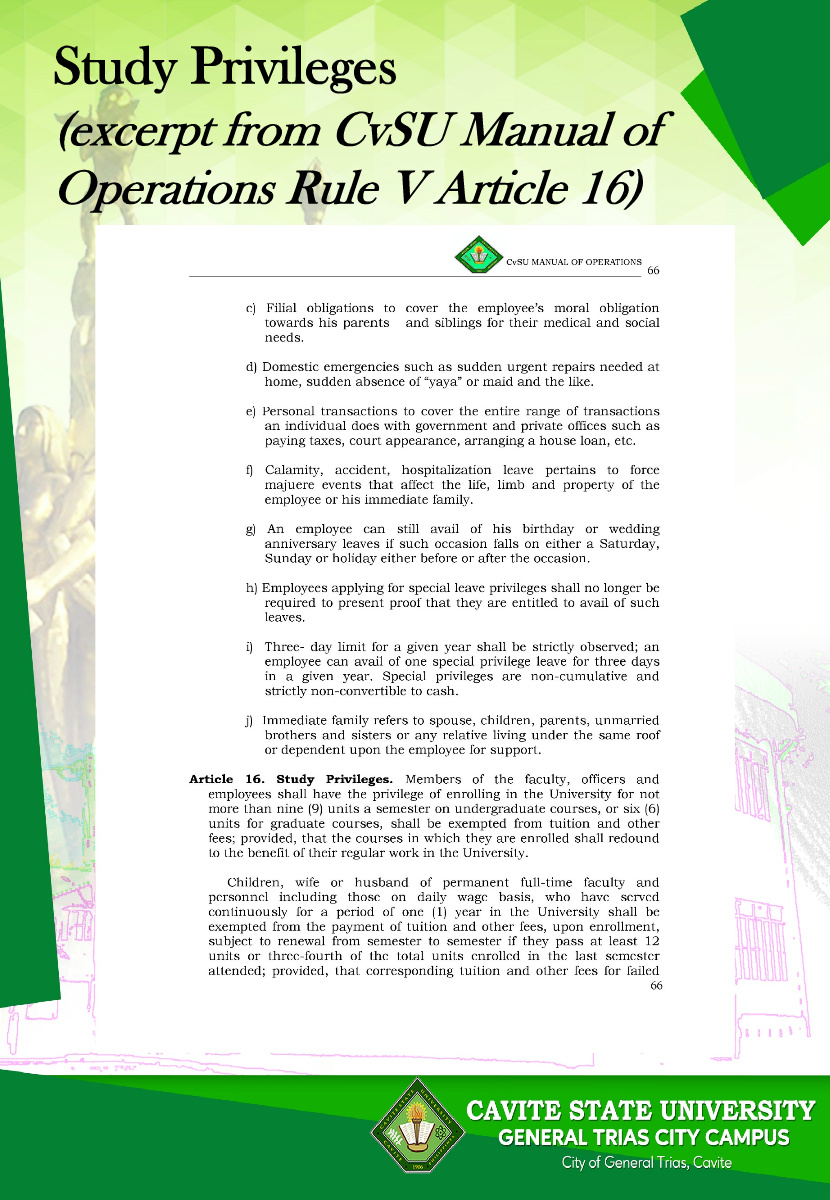 Study Privileges
(excerpt from CvSU Manual of
Operations Rule V Article 16)
CvSU MANUAL OF OPERATIONS
66
c) Filial obligations to cover the employee's moral obligation
towards his parents and siblings for their medical and social
needs.
d) Domestic emergencies such as sudden urgent repairs needed at
home, sudden absence of “yaya” or maid and the like.
e) Personal transactions to cover the entire range of transactions
an individual does with government and private offices such as
paying taxes, court appearance, arranging a house loan, etc.
f) Calamity, accident, hospitalization leave pertains to force
majuere events that affect the life, limb and property of the
employee or his immediate family.
g) An employee can still avail of his birthday or wedding
anniversary leaves if such occasion falls on either a Saturday,
Sunday or holiday either before or after the occasion.
h) Employees applying for special leave privileges shall no longer be
required to present proof that they are entitled to avail of such
leaves.
i) Three- day limit for a given year shall be strictly observed; an
employee can avail of one special privilege leave for three days
in a given year. Special privileges are non-cumulative and
strictly non-convertible to cash.
j) Immediate family refers to spouse, children, parents, unmarried
brothers and sisters or any relative living under the same roof
or dependent upon the employee for support.
Article 16. Study Privileges. Members of the faculty, officers and
employees shall have the privilege of enrolling in the University for not
more than nine (9) units a semester on undergraduate courses, or six (6)
units for graduate courses, shall be exempted from tuition and other
fees; provided, that the courses in which they are enrolled shall redound
to the benefit of their regular work in the University.
Children, wife or husband of permanent full-time faculty and
personnel including those on daily wage basis, who have served
continuously for a period of one (1) year in the University shall be
exempted from the payment of tuition and other fees, upon enrollment,
subject to renewal from semester to semester if they pass at least 12
units or three-fourth of the total units enrolled in the last semester
attended; provided, that corresponding tuition and other fees for failed
66
1906
CAVITE STATE UNIVERSITY
GENERAL TRIAS CITY CAMPUS
City of General Trias, Cavite